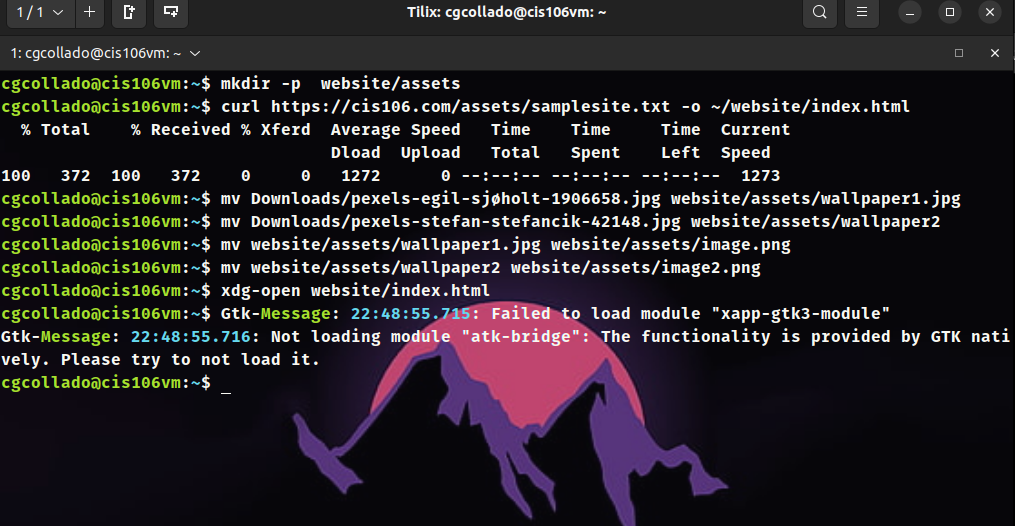 1 / 1
Tilix: cgcollado@cis106vm: ~
1: cgcollado@cis106vm: ~
cgcollado@cis106vm:~$ mkdir -p  website/assets
cgcollado@cis106vm:~$ curl https://cis106.com/assets/samplesite.txt -o ~/website/index.html
  % Total    % Received % Xferd  Average Speed   Time    Time     Time  Current
                                 Dload  Upload   Total   Spent    Left  Speed
100   372  100   372    0     0   1272      0 --:--:-- --:--:-- --:--:--  1273
cgcollado@cis106vm:~$ mv Downloads/pexels-egil-sjøholt-1906658.jpg website/assets/wallpaper1.jpg
cgcollado@cis106vm:~$ mv Downloads/pexels-stefan-stefancik-42148.jpg website/assets/wallpaper2
cgcollado@cis106vm:~$ mv website/assets/wallpaper1.jpg website/assets/image.png
cgcollado@cis106vm:~$ mv website/assets/wallpaper2 website/assets/image2.png
cgcollado@cis106vm:~$ xdg-open website/index.html
cgcollado@cis106vm:~$ Gtk-Message: 22:48:55.715: Failed to load module "xapp-gtk3-module"
Gtk-Message: 22:48:55.716: Not loading module "atk-bridge": The functionality is provided by GTK nati
vely. Please try to not load it.
cgcollado@cis106vm:~$ _